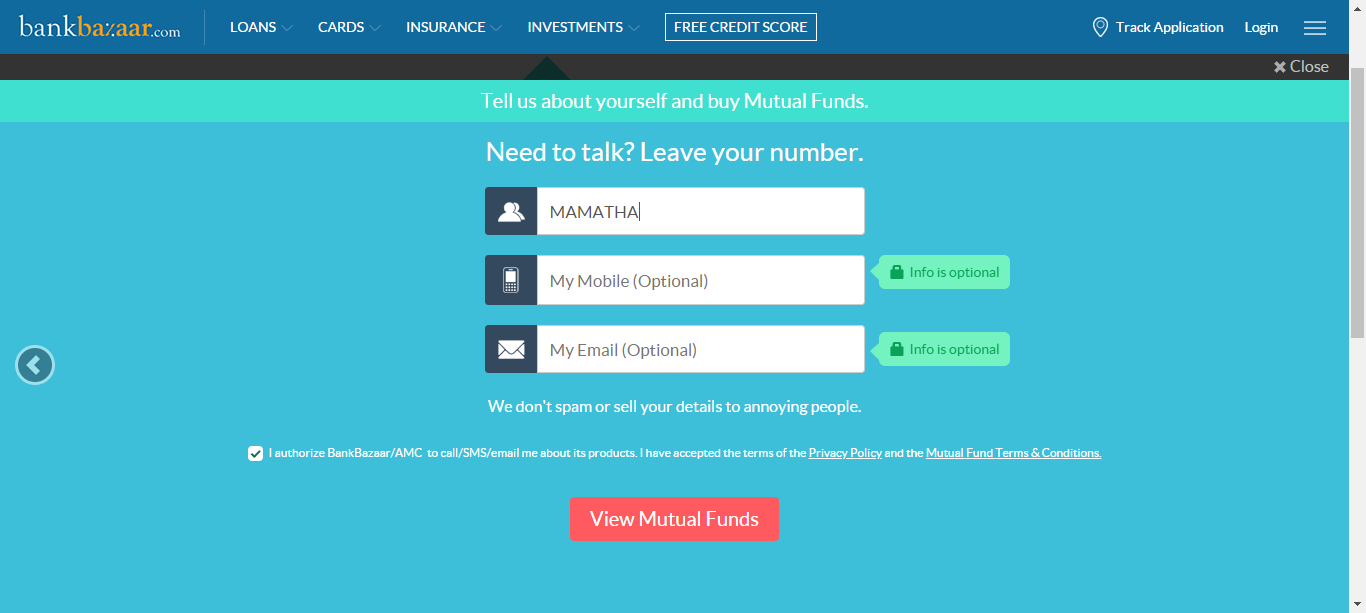 bankbazaar.com LOANS CARDS INSURANCE INVESTMENTS FREE CREDIT SCORE Track Application Login
Close
Tell us about yourself and buy Mutual Funds.
Need to talk? Leave your number.
MAMATHA
My Mobile (Optional) Info is optional
My Email (Optional) Info is optional
We don't spam or sell your details to annoying people.
I authorize BankBazaar/AMC to call/SMS/email me about its products. I have accepted the terms of the Privacy Policy and the Mutual Fund Terms & Conditions.
View Mutual Funds